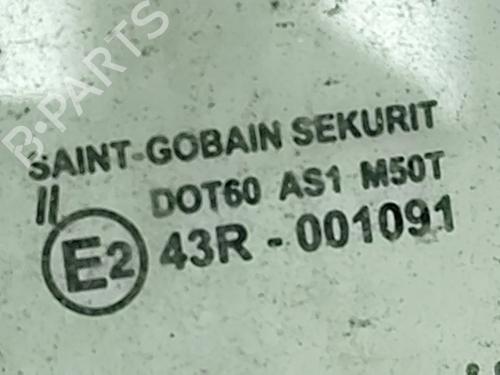 B-PARTS
SAINT-GOBAIN SEKURIT
II DOT60 AS1 M50T
E2 43R - 001091